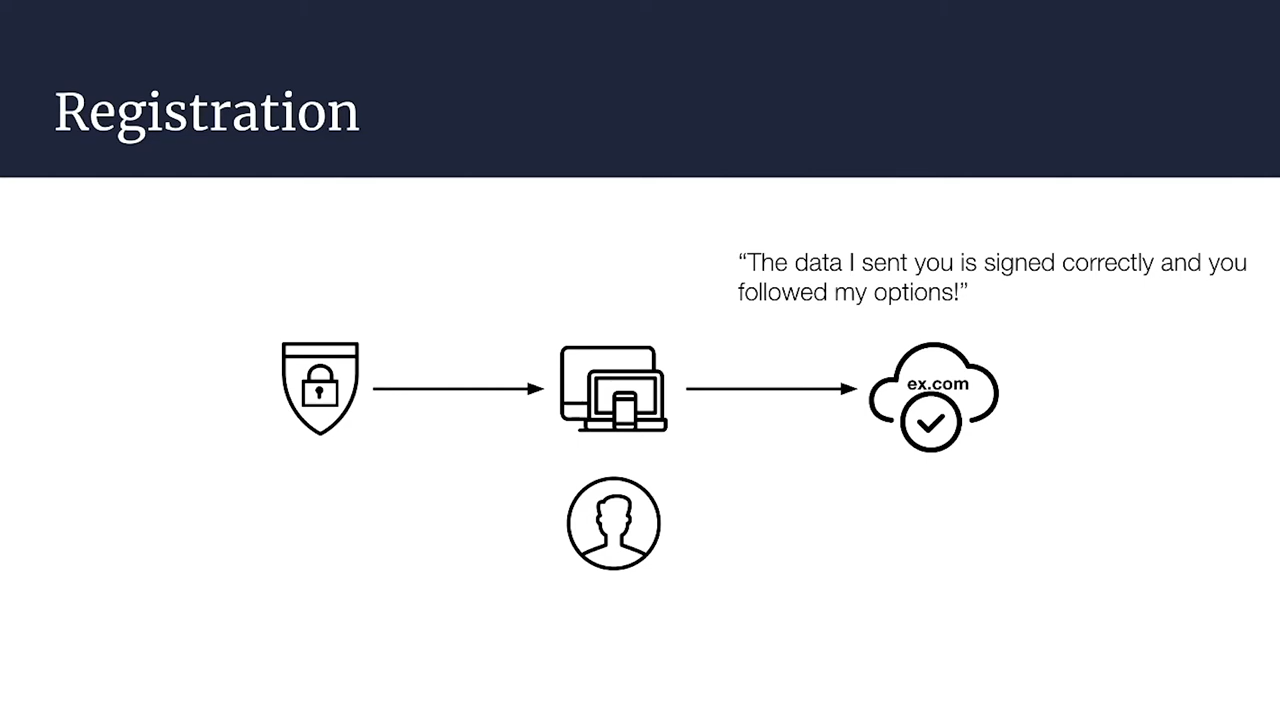 Registration
“The data I sent you is signed correctly and you
followed my options!”
ex.com